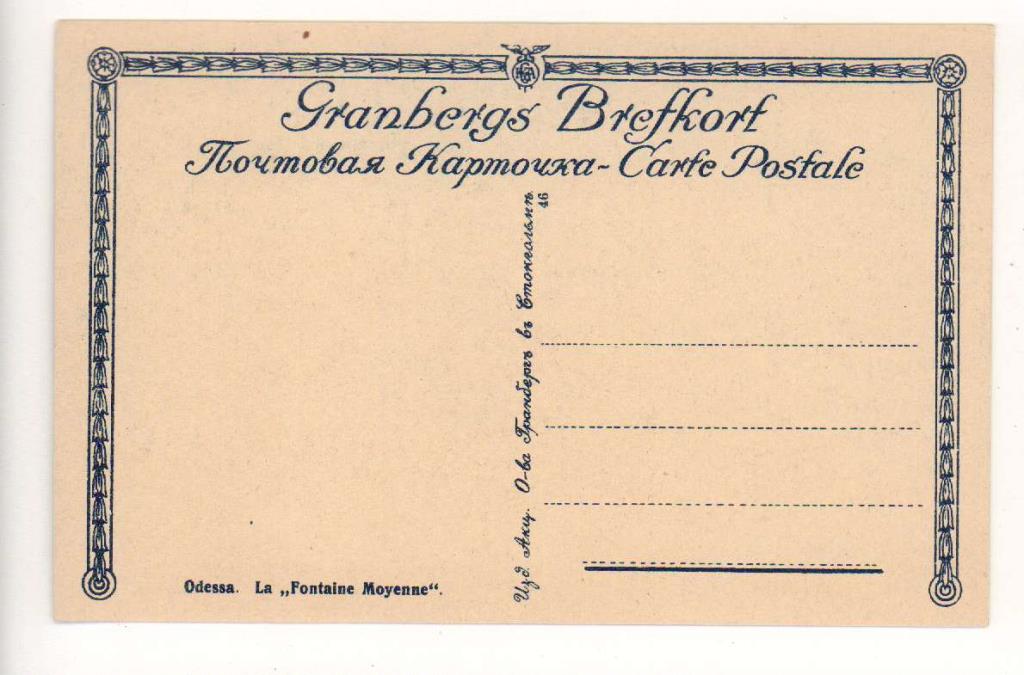 Granbergs Brefkort
Почтовая Карточка - Carte Postale
Изд. Акц. О-ва Гранбергъ въ Стокгольмѣ.
46
Odessa. La „Fontaine Moyenne“.